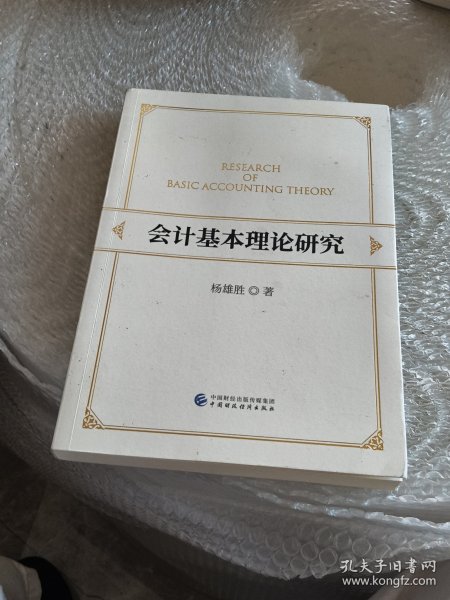 RESEARCH
OF
BASIC ACCOUNTING THEORY
会计基本理论研究
杨雄胜◎著
中国财经出版传媒集团
中国财政经济出版社
孔夫子旧书网
www.kongfz.com